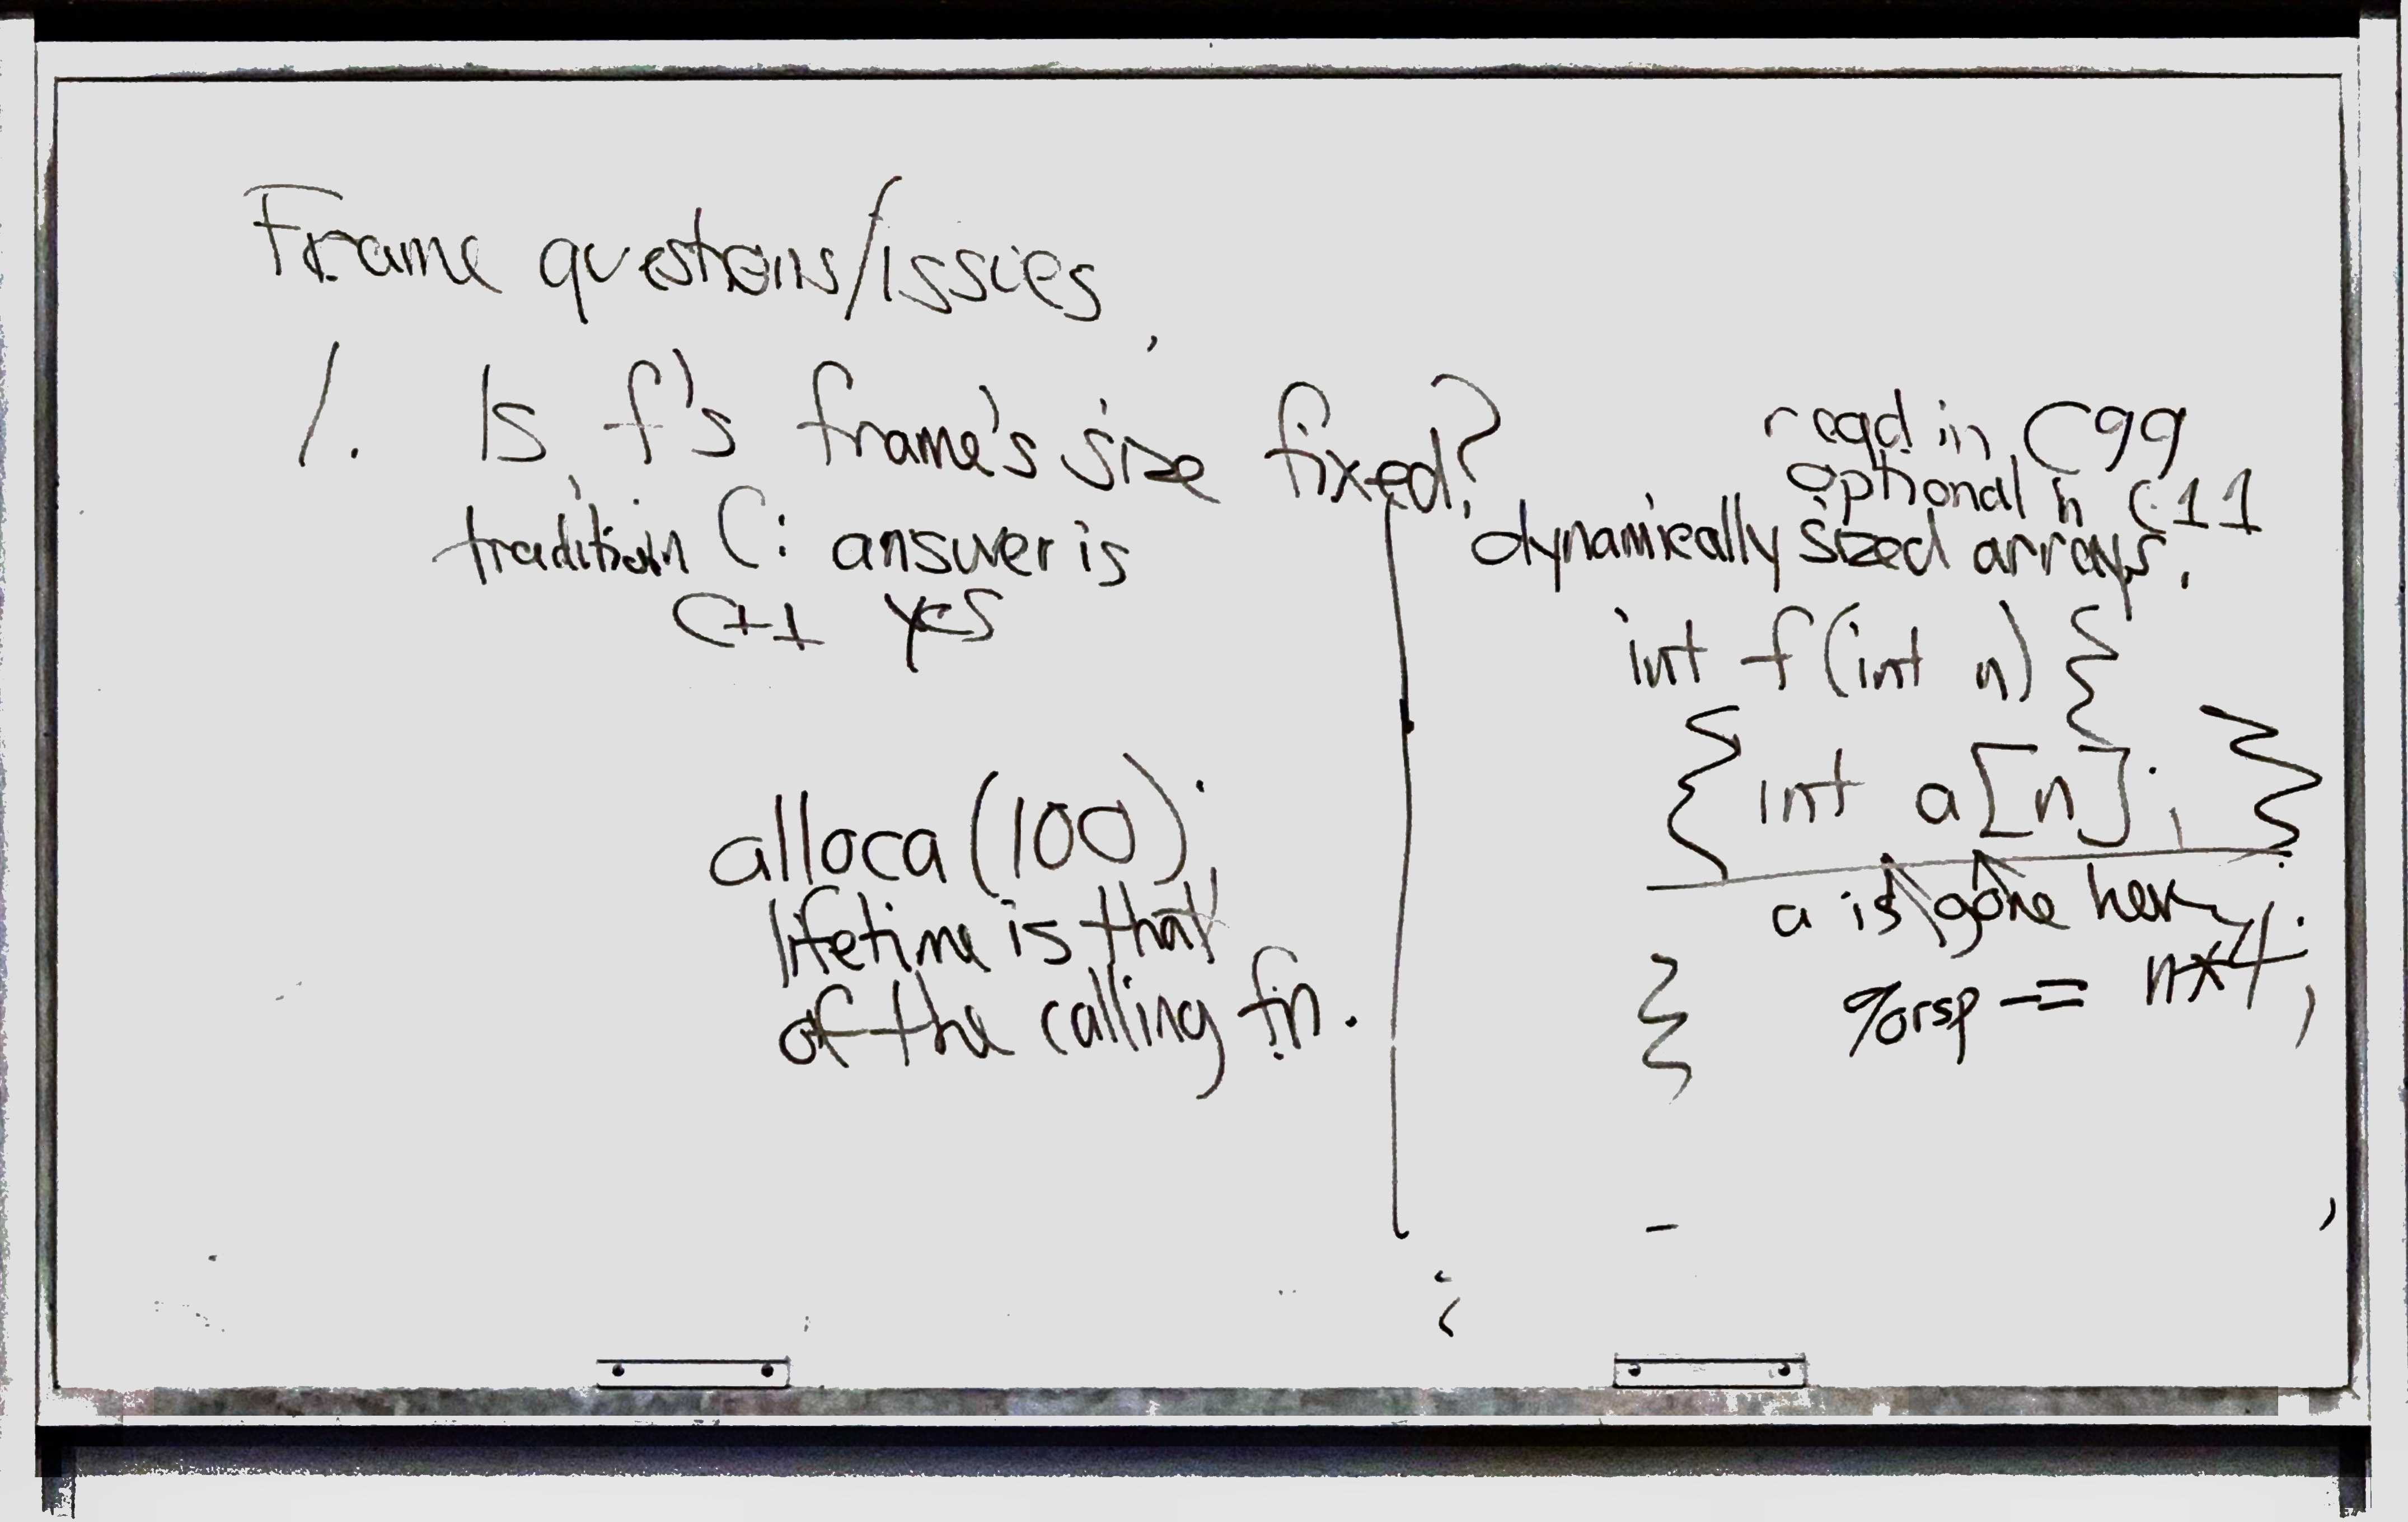 Frame questions/issues
1. Is f's frame's size fixed?
tradition C: answer is
C++ yes
alloca(100);
lifetime is that
of the calling fn.
reqd in C99
optional in C11
dynamically sized arrays.
int f(int n) {
{ int a[n]; }
a is gone here.
} %rsp -= n*4;